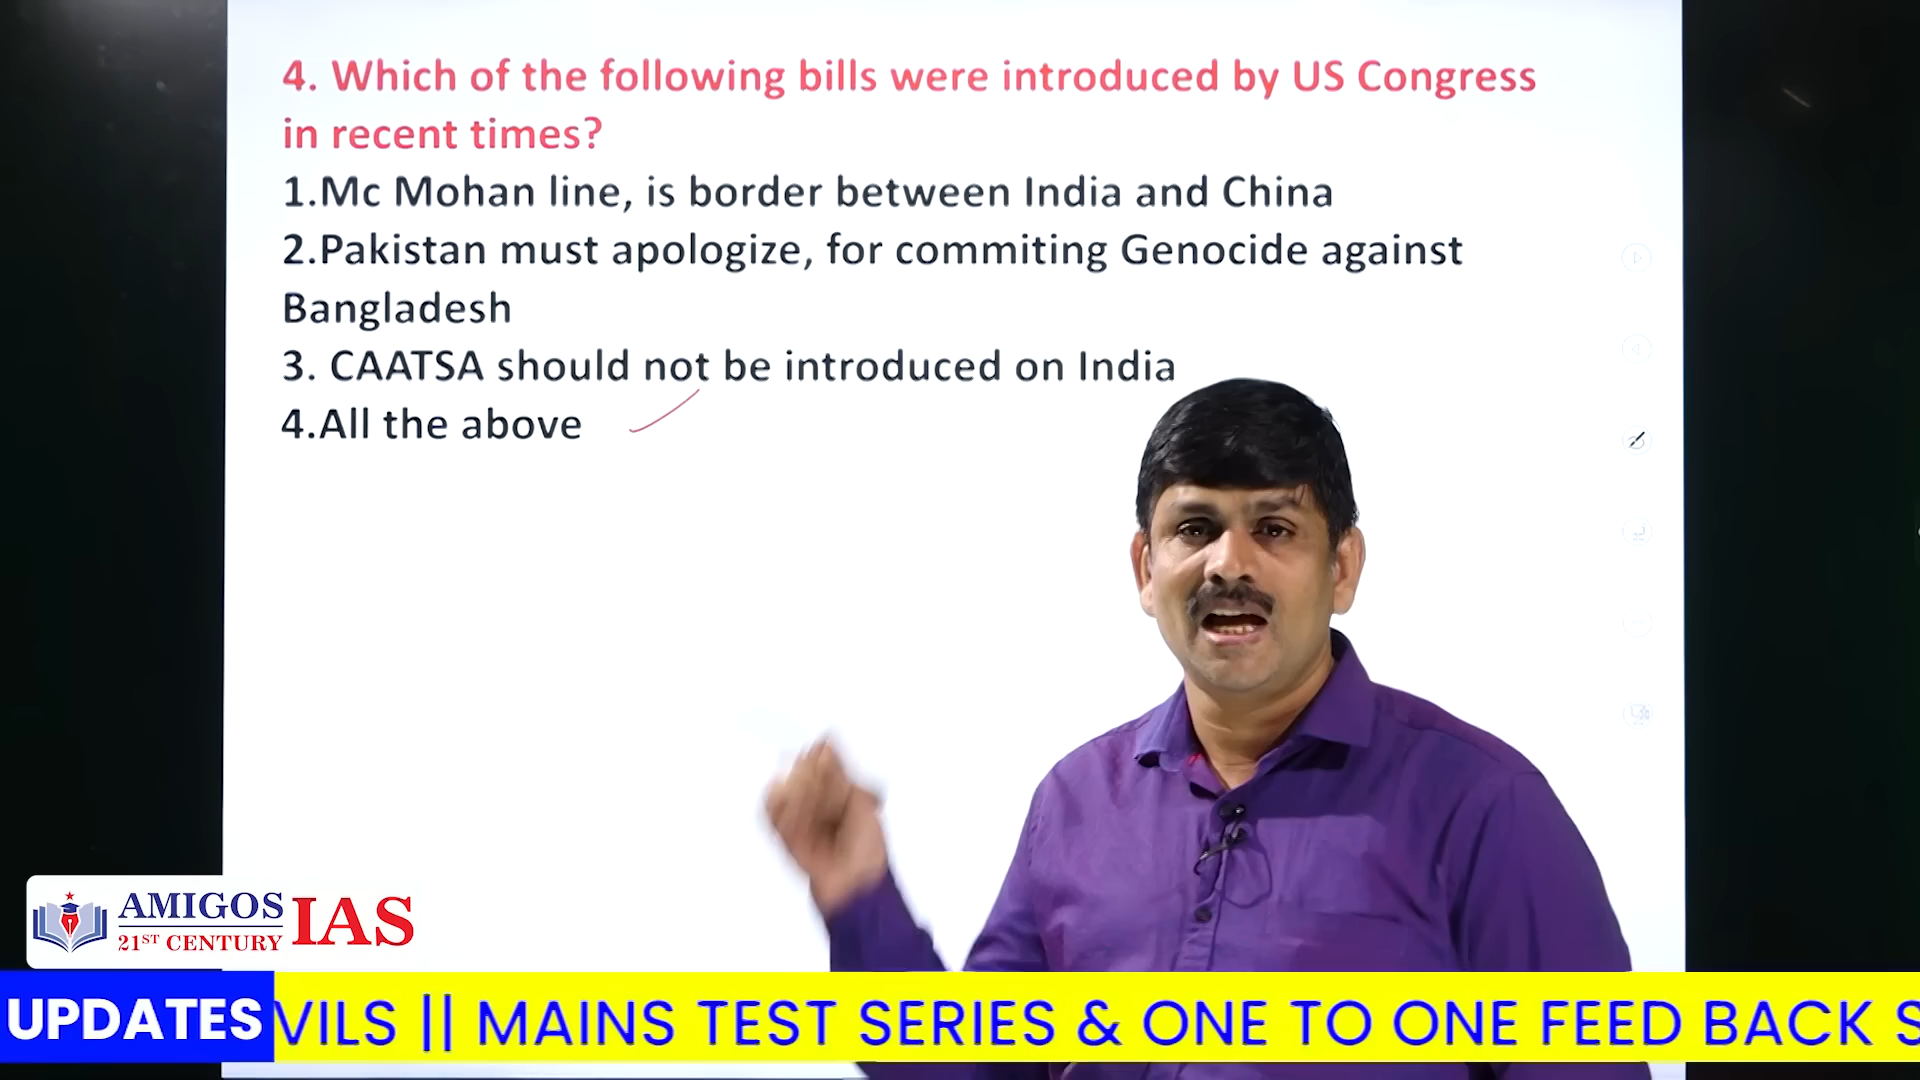 4. Which of the following bills were introduced by US Congress
in recent times?
1.Mc Mohan line, is border between India and China
2.Pakistan must apologize, for commiting Genocide against
Bangladesh
3. CAATSA should not be introduced on India
4.All the above
AMIGOS
21ST CENTURY
IAS
UPDATES
VILS || MAINS TEST SERIES & ONE TO ONE FEED BACK S